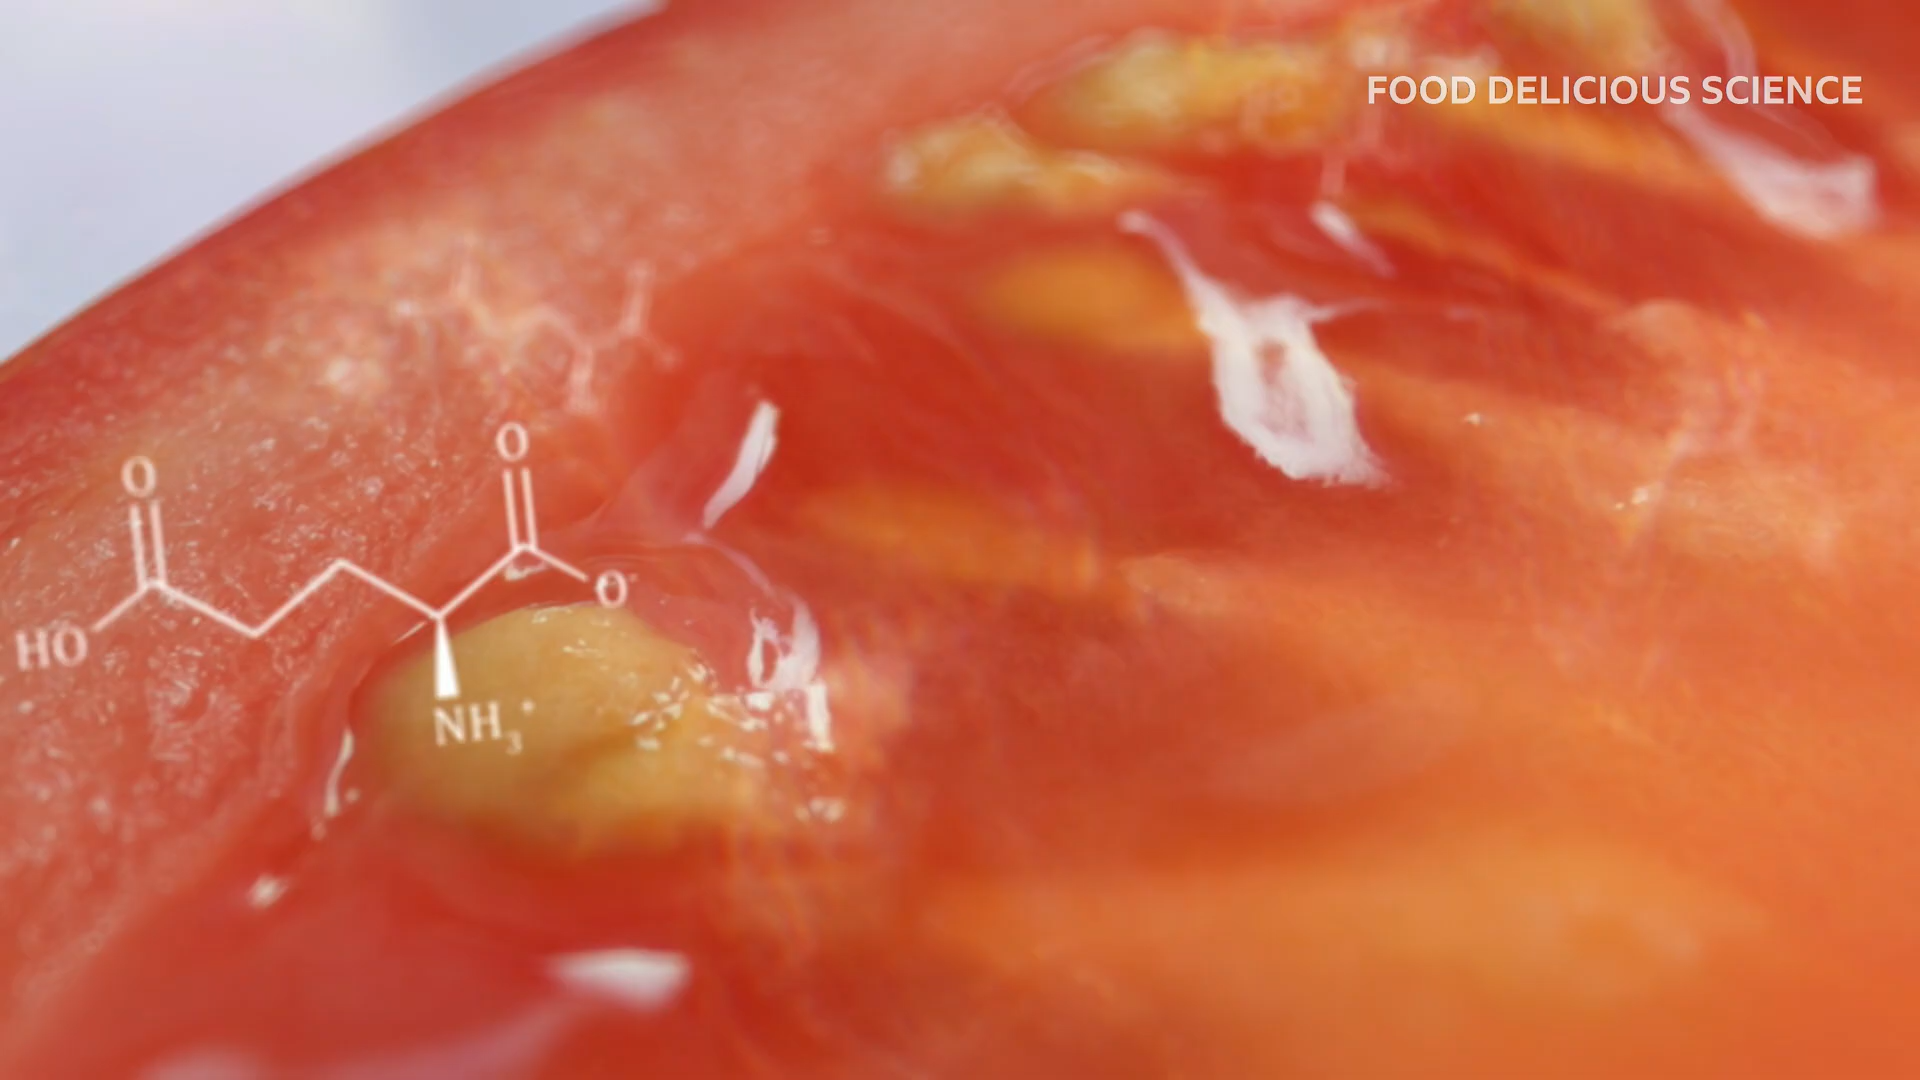 FOOD DELICIOUS SCIENCE
O
O
HO
O-
NH3+